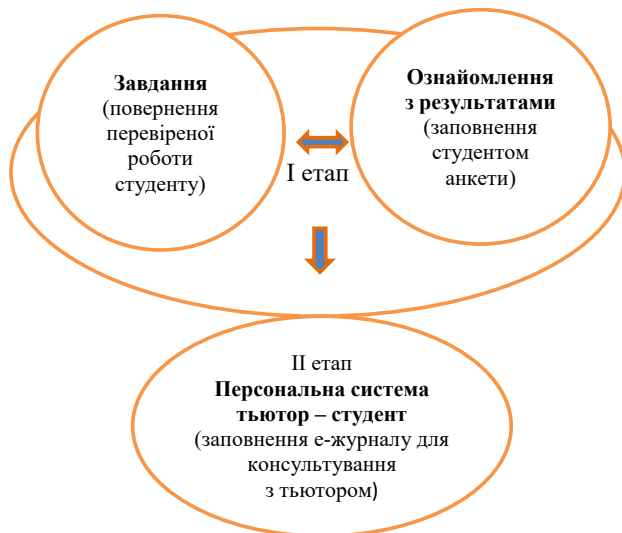 Завдання
(повернення
перевіреної
роботи
студенту)
Ознайомлення
з результатами
(заповнення
студентом
анкети)
І етап
ІІ етап
Персональна система
тьютор – студент
(заповнення е-журналу для
консультування
з тьютором)